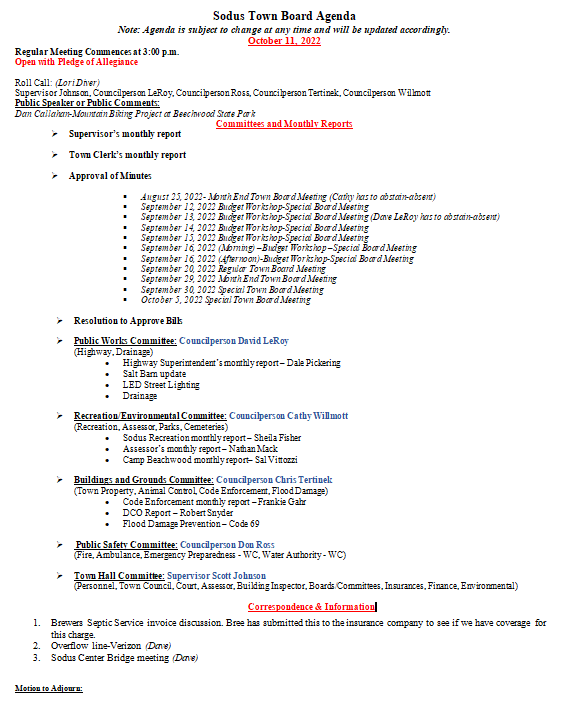 Sodus Town Board Agenda
Note: Agenda is subject to change at any time and will be updated accordingly.
October 11, 2022
Regular Meeting Commences at 3:00 p.m.
Open with Pledge of Allegiance
Roll Call: (Lori Diver)
Supervisor Johnson, Councilperson LeRoy, Councilperson Ross, Councilperson Tertinek, Councilperson Willmott
Public Speaker or Public Comments:
Dan Callahan-Mountain Biking Project at Beechwood State Park
Committees and Monthly Reports
➢ Supervisor's monthly report
➢ Town Clerk's monthly report
➢ Approval of Minutes
▪ August 25, 2022- Month End Town Board Meeting (Cathy has to abstain-absent)
▪ September 12, 2022 Budget Workshop-Special Board Meeting
▪ September 13, 2022 Budget Workshop-Special Board Meeting (Dave LeRoy has to abstain-absent)
▪ September 14, 2022 Budget Workshop-Special Board Meeting
▪ September 15, 2022 Budget Workshop-Special Board Meeting
▪ September 16, 2022 (Morning) –Budget Workshop –Special Board Meeting
▪ September 16, 2022 (Afternoon)-Budget Workshop-Special Board Meeting
▪ September 20, 2022 Regular Town Board Meeting
▪ September 29, 2022 Month End Town Board Meeting
▪ September 30, 2022 Special Town Board Meeting
▪ October 5, 2022 Special Town Board Meeting
➢ Resolution to Approve Bills
➢ Public Works Committee: Councilperson David LeRoy
(Highway, Drainage)
• Highway Superintendent's monthly report – Dale Pickering
• Salt Barn update
• LED Street Lighting
• Drainage
➢ Recreation/Environmental Committee: Councilperson Cathy Willmott
(Recreation, Assessor, Parks, Cemeteries)
• Sodus Recreation monthly report – Sheila Fisher
• Assessor's monthly report – Nathan Mack
• Camp Beachwood monthly report– Sal Vittozzi
➢ Buildings and Grounds Committee: Councilperson Chris Tertinek
(Town Property, Animal Control, Code Enforcement, Flood Damage)
• Code Enforcement monthly report –Frankie Gahr
• DCO Report – Robert Snyder
• Flood Damage Prevention – Code 69
➢ Public Safety Committee: Councilperson Don Ross
(Fire, Ambulance, Emergency Preparedness - WC, Water Authority - WC)
➢ Town Hall Committee: Supervisor Scott Johnson
(Personnel, Town Council, Court, Assessor, Building Inspector, Boards/Committees, Insurances, Finance, Environmental)
Correspondence & Information
1. Brewers Septic Service invoice discussion. Bree has submitted this to the insurance company to see if we have coverage for
this charge.
2. Overflow line-Verizon (Dave)
3. Sodus Center Bridge meeting (Dave)
Motion to Adjourn: